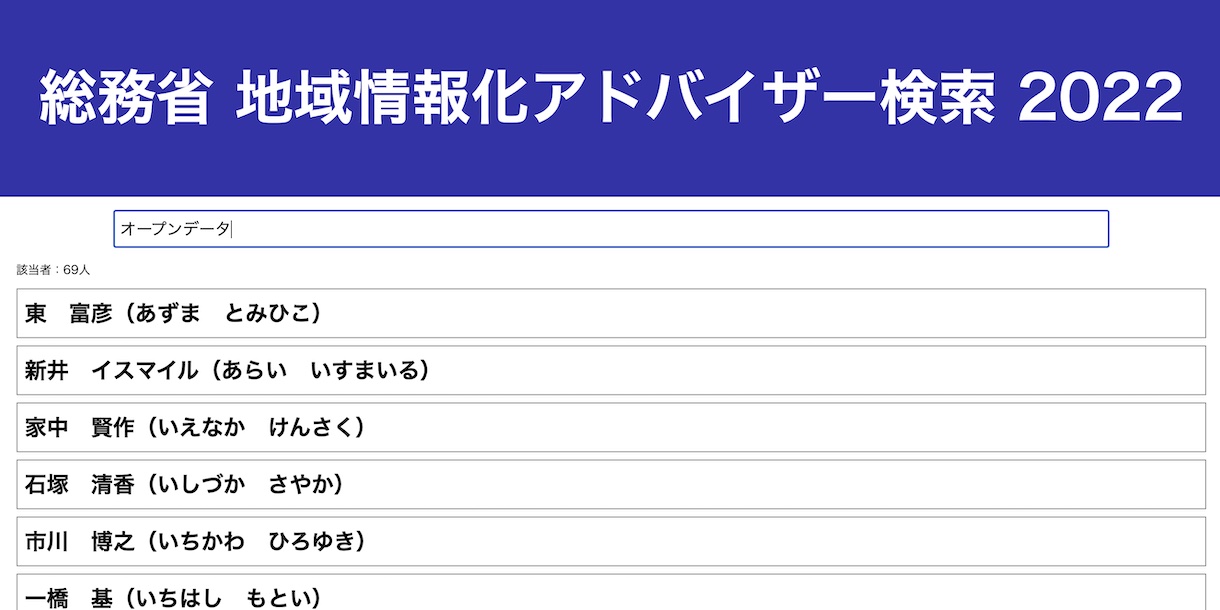 総務省 地域情報化アドバイザー検索 2022
オープンデータ
該当者：69人
東　富彦（あずま　とみひこ）
新井　イスマイル（あらい　いすまいる）
家中　賢作（いえなか　けんさく）
石塚　清香（いしづか　さやか）
市川　博之（いちかわ　ひろゆき）
一橋　基（いちはし　もとい）